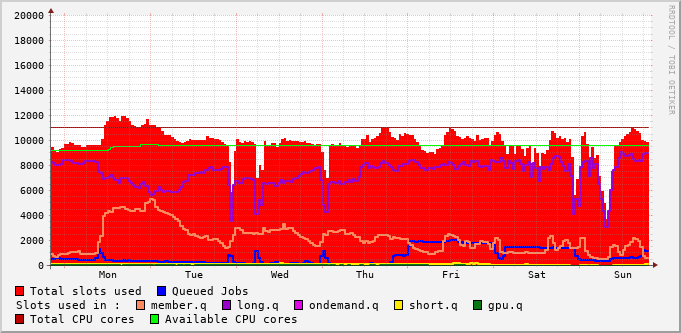 20000
18000
16000
14000
12000
10000
8000
6000
4000
2000
0
Mon Tue Wed Thu Fri Sat Sun
RRDTOOL / TOBI OETIKER
Total slots used Queued Jobs
Slots used in : member.q long.q ondemand.q short.q gpu.q
Total CPU cores Available CPU cores